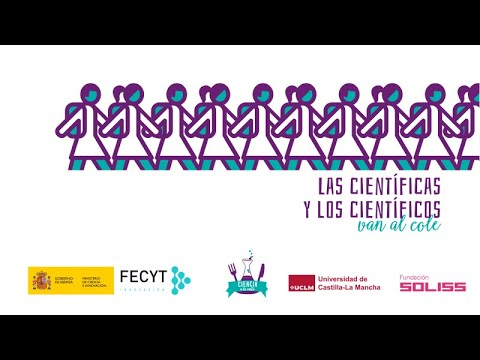 LAS CIENTÍFICAS
Y LOS CIENTÍFICOS
van al cole
GOBIERNO
DE ESPAÑA
MINISTERIO
DE CIENCIA
E INNOVACIÓN
FECYT
INNOVACIÓN
CIENCIA
UCLM
Universidad de
Castilla-La Mancha
Fundación
SOLISS